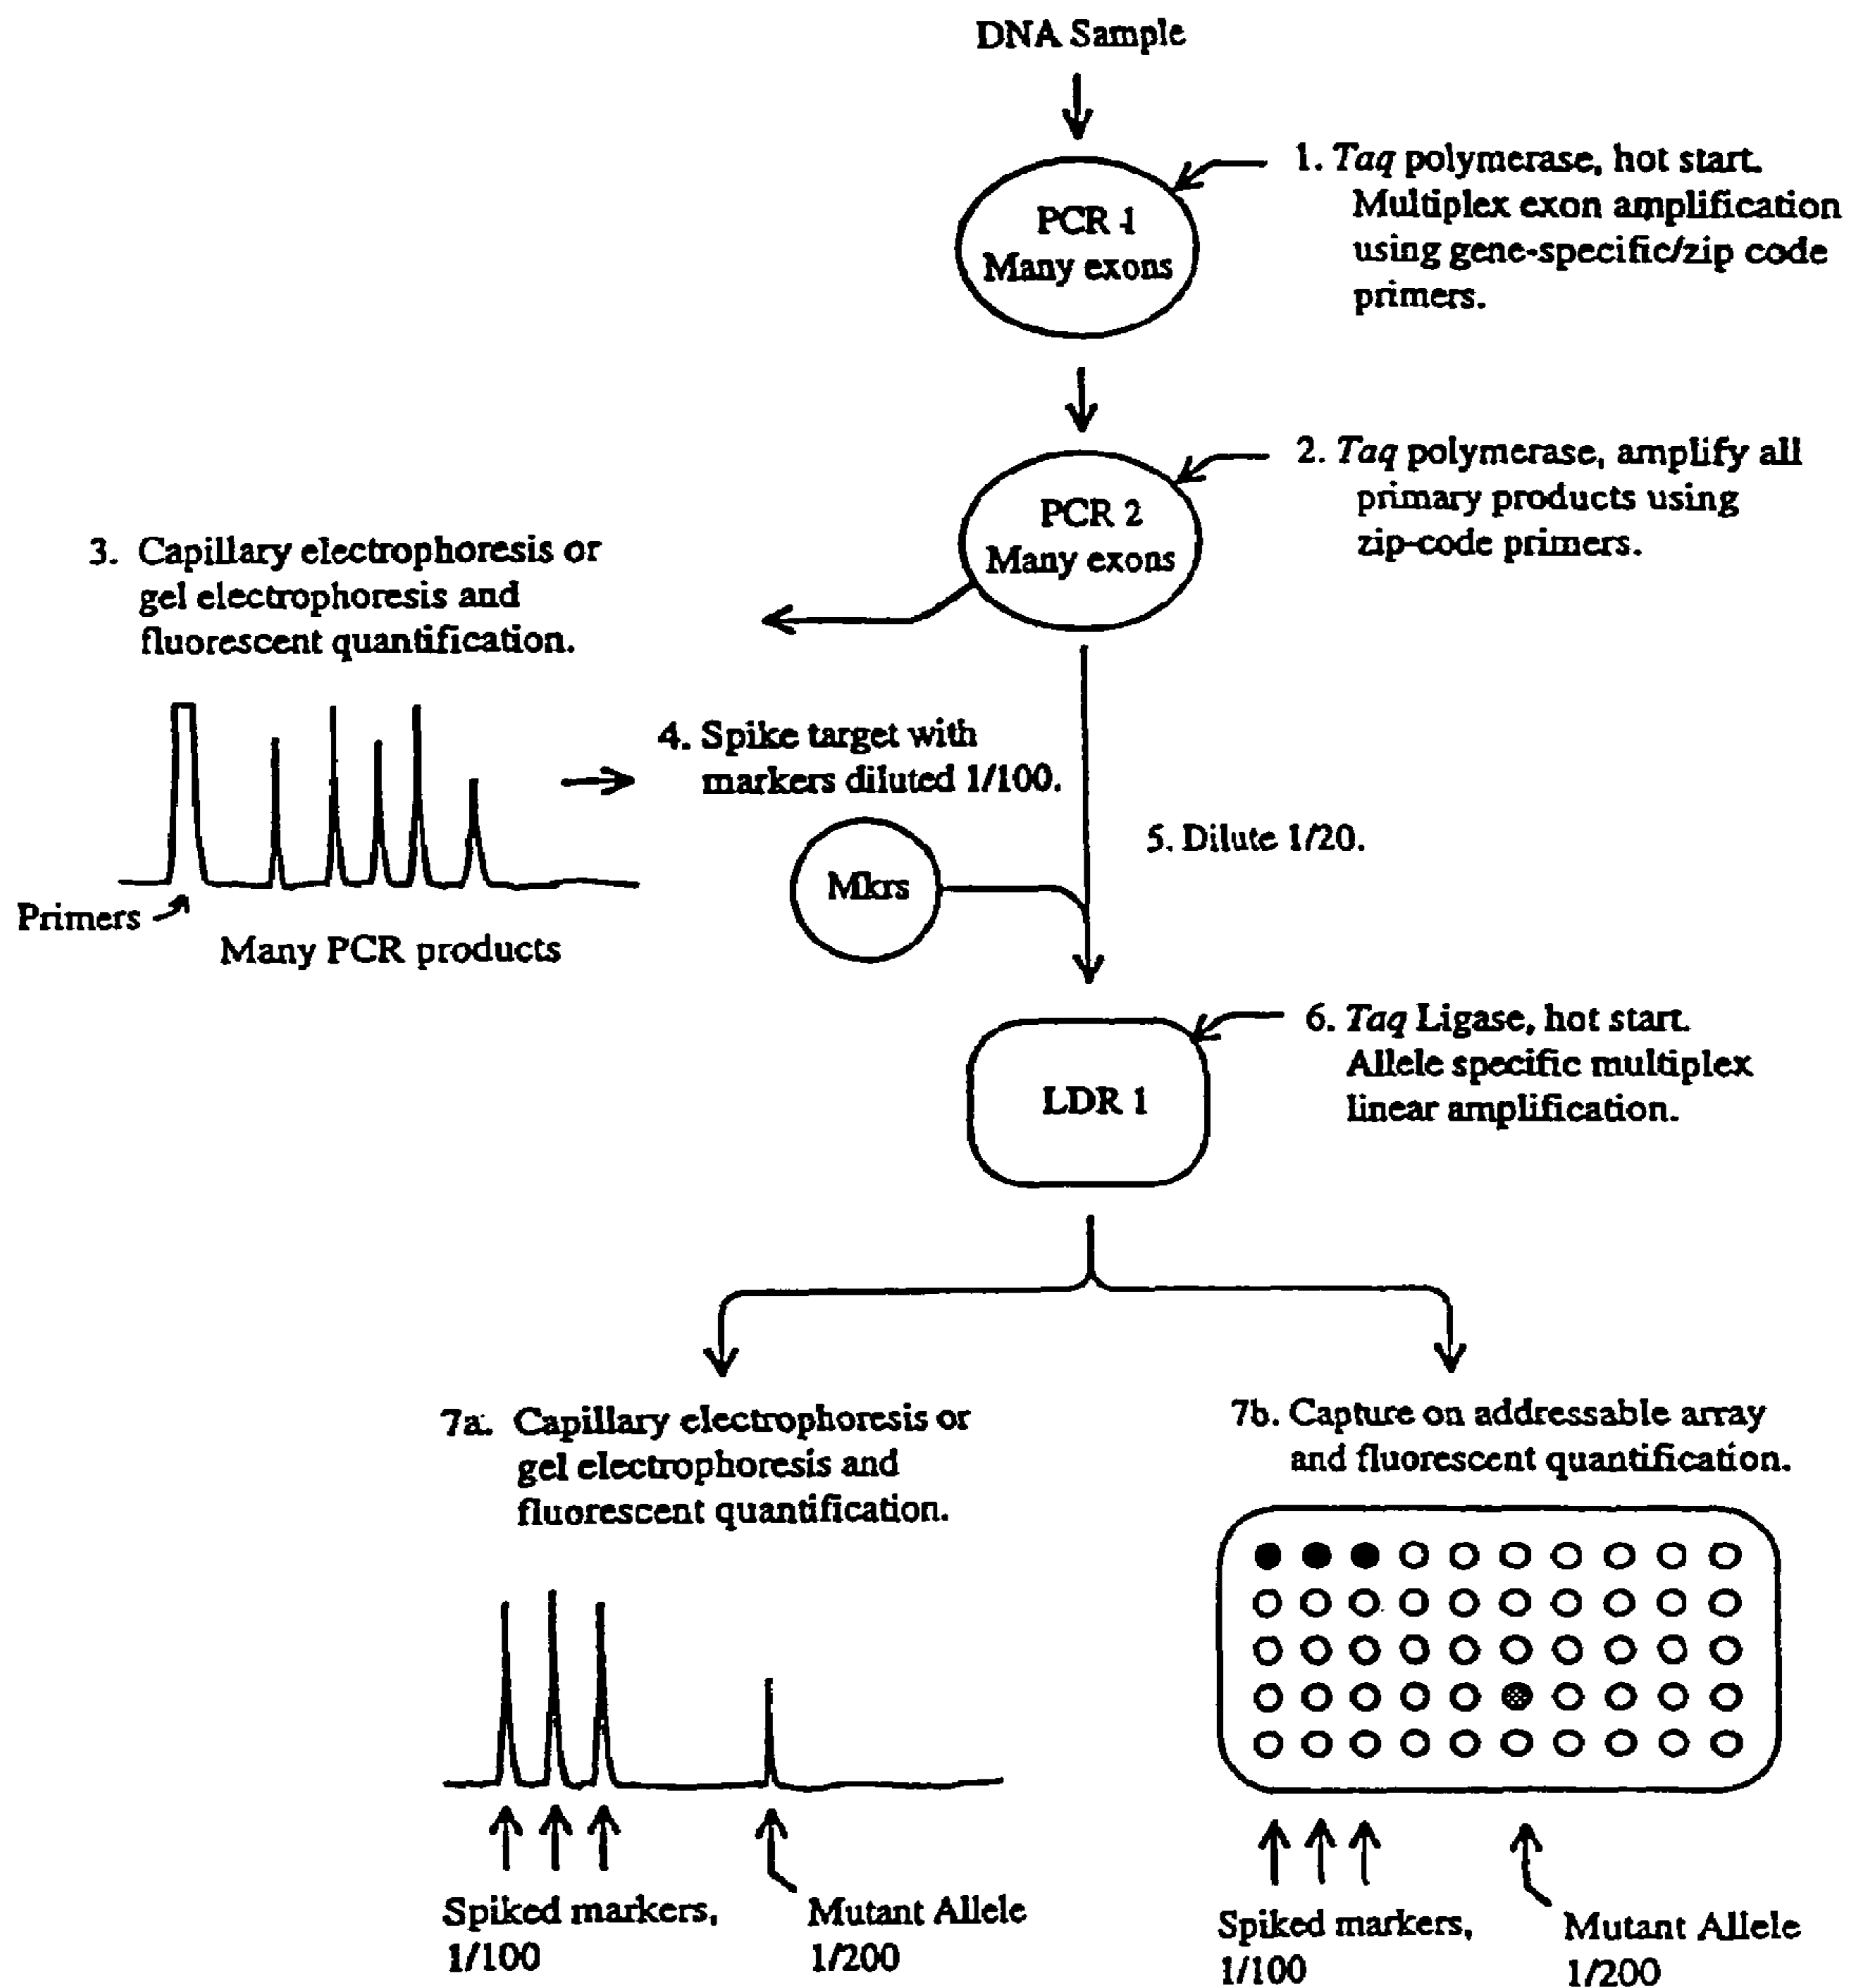 DNA Sample
1. Taq polymerase, hot start.
Multiplex exon amplification
using gene-specific/zip code
primers.
PCR 1
Many exons
2. Taq polymerase, amplify all
primary products using
zip-code primers.
PCR 2
Many exons
3. Capillary electrophoresis or
gel electrophoresis and
fluorescent quantification.
Primers
Many PCR products
4. Spike target with
markers diluted 1/100.
Mkrs
5. Dilute 1/20.
6. Taq Ligase, hot start.
Allele specific multiplex
linear amplification.
LDR 1
7a. Capillary electrophoresis or
gel electrophoresis and
fluorescent quantification.
Spiked markers,
1/100
Mutant Allele
1/200
7b. Capture on addressable array
and fluorescent quantification.
Spiked markers,
1/100
Mutant Allele
1/200